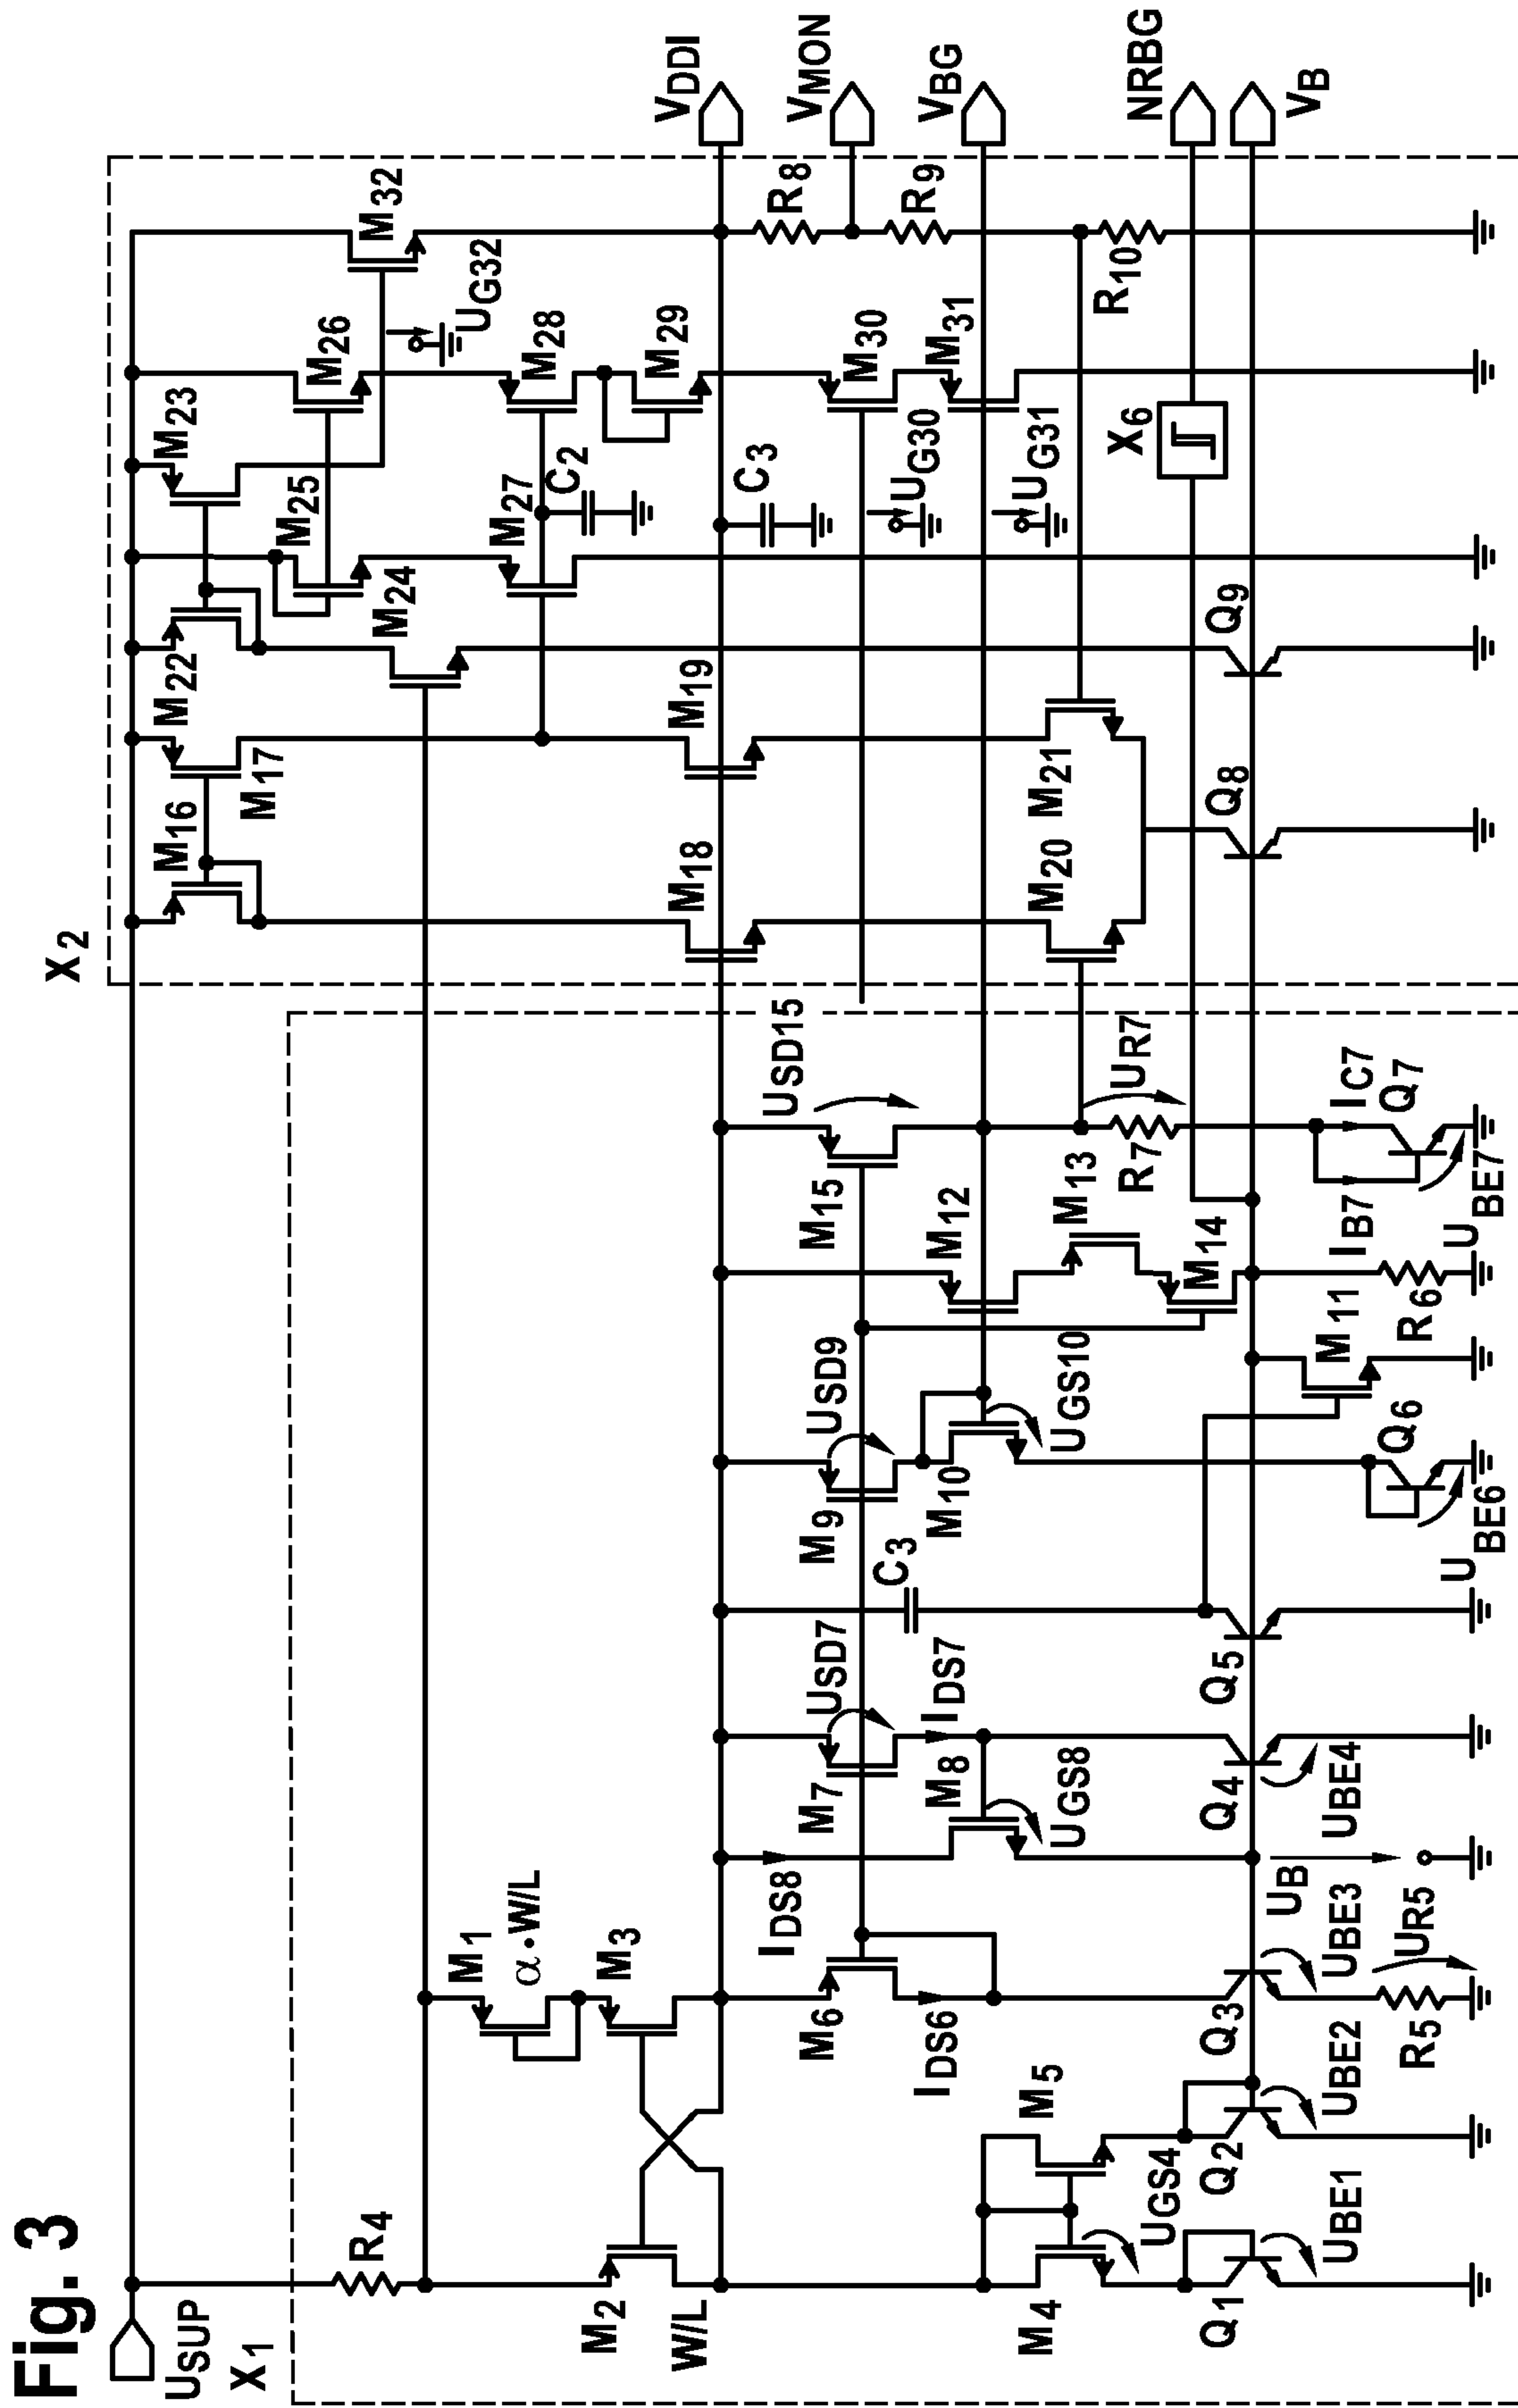 Fig. 3
USUP
X1
X2
R4
M1
α • W/L
M2
W/L
M3
M4
UGS4
M5
Q1
UBE1
Q2
UBE2
M6
IDS6
Q3
UBE3
R5
UR5
IDS8
M8
UGS8
UB
M7
USD7
IDS7
Q4
UBE4
C3
Q5
M9
USD9
M10
UGS10
Q6
UBE6
M11
M12
M13
M14
R6
M15
USD15
R7
UR7
IB7
IC7
Q7
UBE7
M16
M17
M18
M19
M20
M21
Q8
M22
M23
M24
Q9
M25
M26
M27
M28
C2
M29
C3
M30
UG30
M31
UG31
M32
UG32
R8
R9
R10
X6
VDDI
VMON
VBG
NRBG
VB